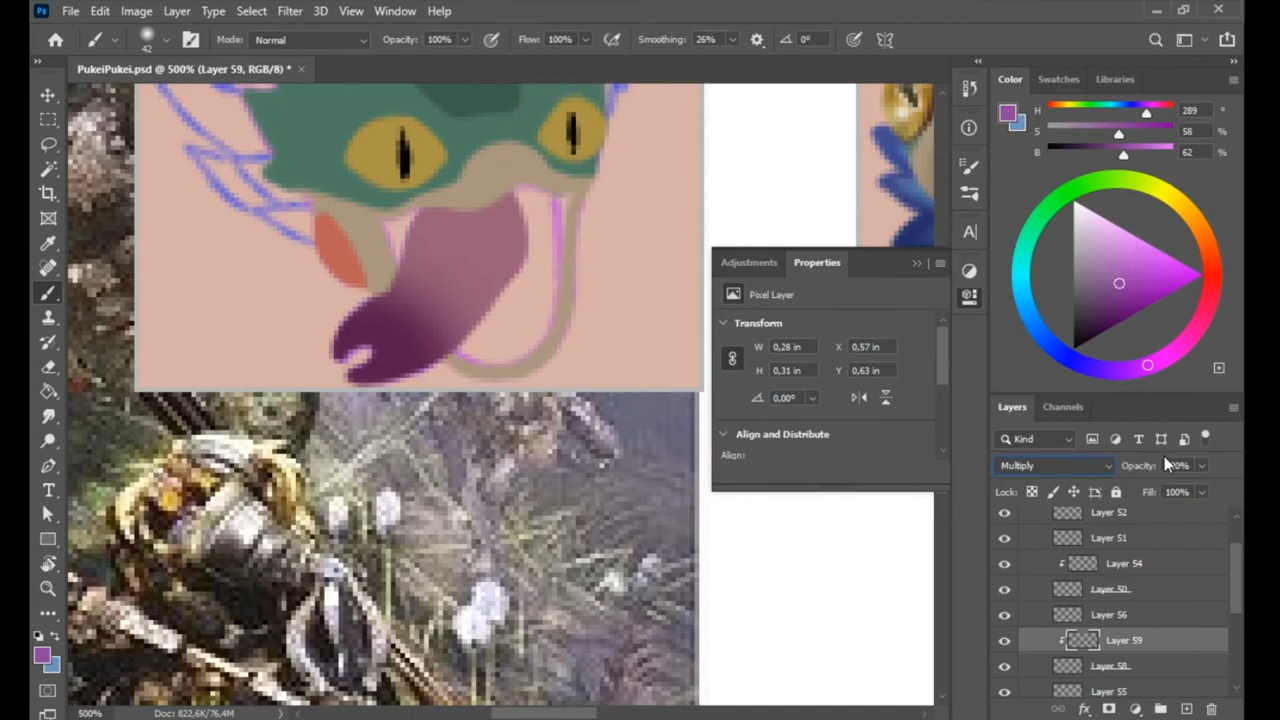 Ps File Edit Image Layer Type Select Filter 3D View Window Help
42 Mode: Normal Opacity: 100% Flow: 100% Smoothing: 26% 0°
PukeiPukei.psd @ 500% (Layer 59, RGB/8) * ×
Color Swatches Libraries
H 289 °
S 58 %
B 62 %
Adjustments Properties
Pixel Layer
Transform
W 0,28 in X 0,57 in
H 0,31 in Y 0,63 in
0,00°
Align and Distribute
Align:
Layers Channels
Kind
Multiply Opacity:
Lock: Fill: 100%
Layer 52
Layer 51
Layer 54
Layer 50
Layer 56
Layer 59
Layer 58
Layer 55
500% Doc: 822,6K/76,4M